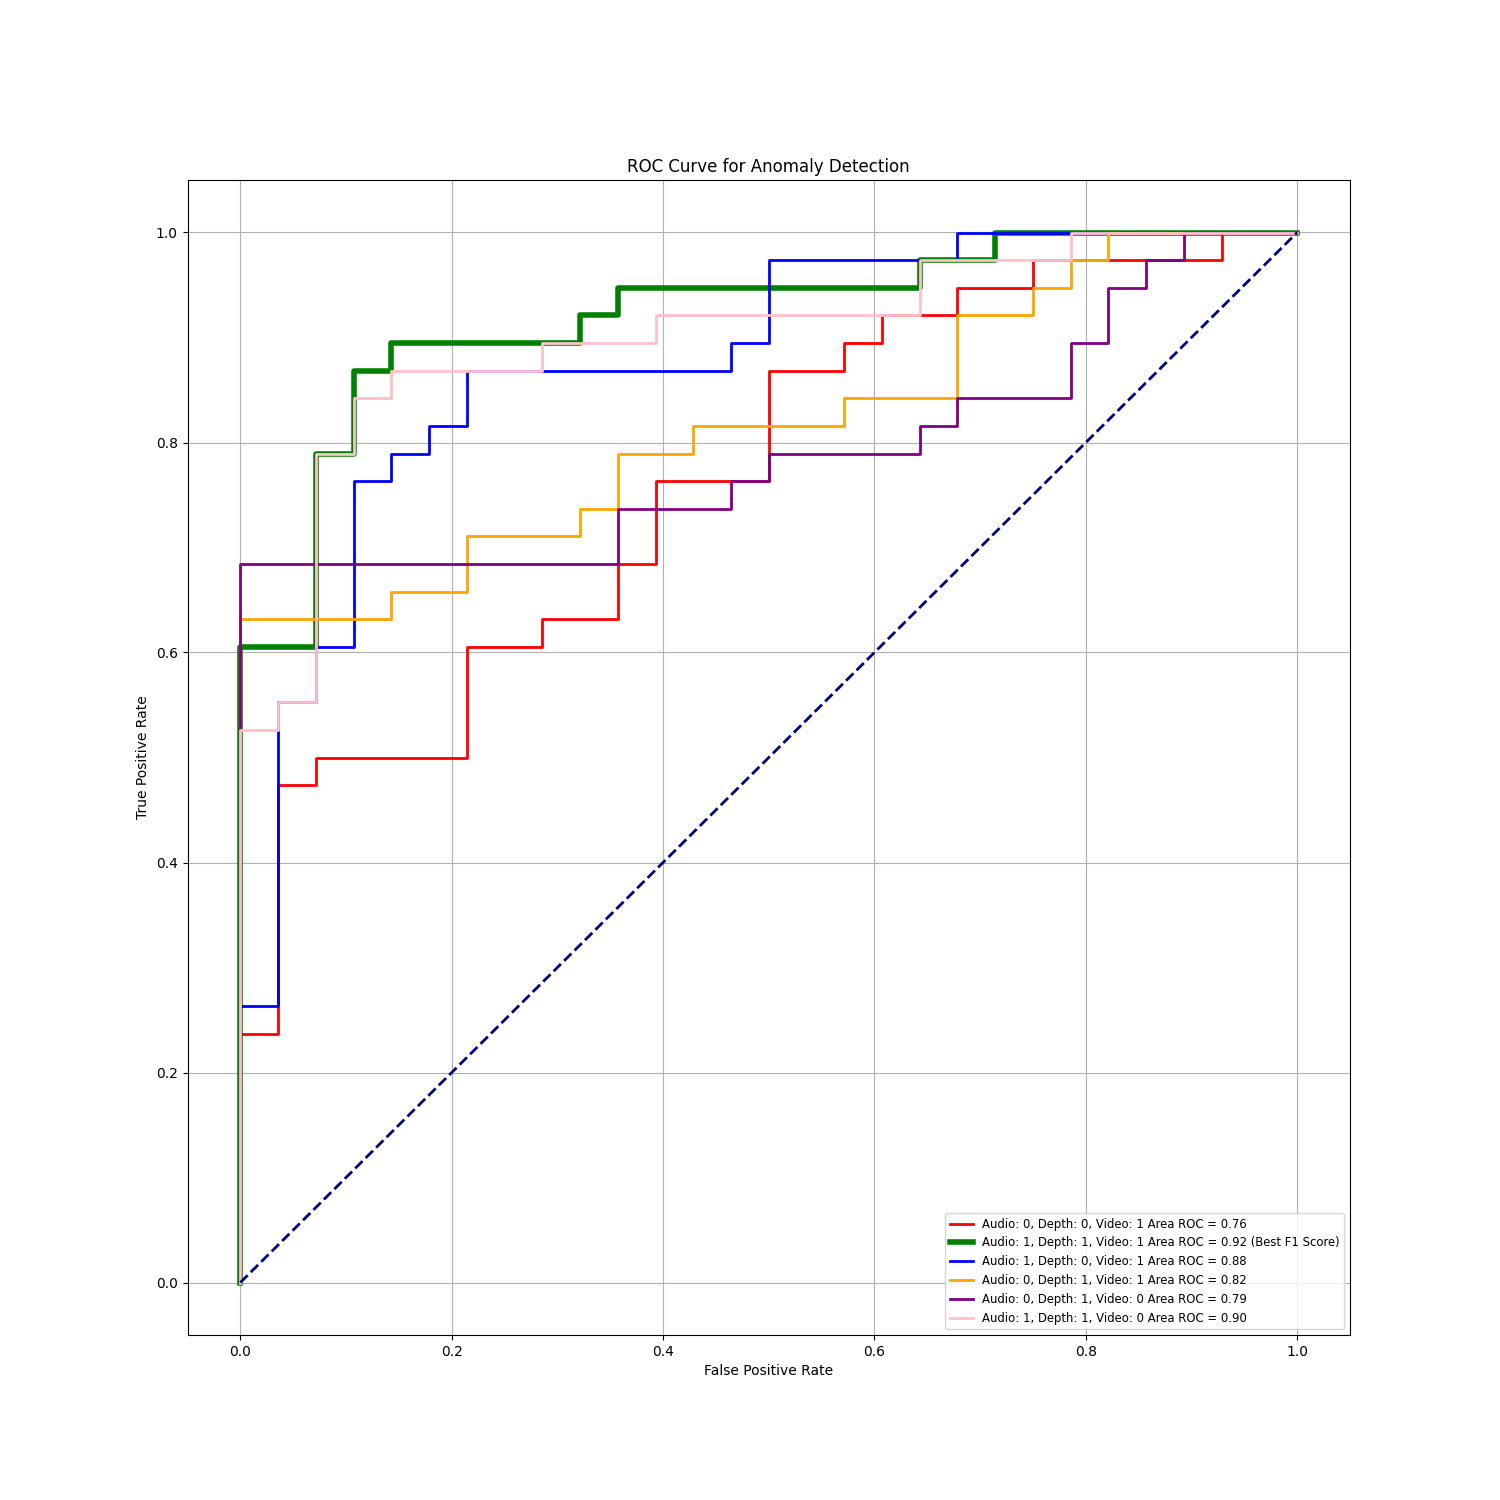 ROC Curve for Anomaly Detection
1.0
0.8
0.6
0.4
0.2
0.0
True Positive Rate
Audio: 0, Depth: 0, Video: 1 Area ROC = 0.76
Audio: 1, Depth: 1, Video: 1 Area ROC = 0.92 (Best F1 Score)
Audio: 1, Depth: 0, Video: 1 Area ROC = 0.88
Audio: 0, Depth: 1, Video: 1 Area ROC = 0.82
Audio: 0, Depth: 1, Video: 0 Area ROC = 0.79
Audio: 1, Depth: 1, Video: 0 Area ROC = 0.90
0.0 0.2 0.4 0.6 0.8 1.0
False Positive Rate